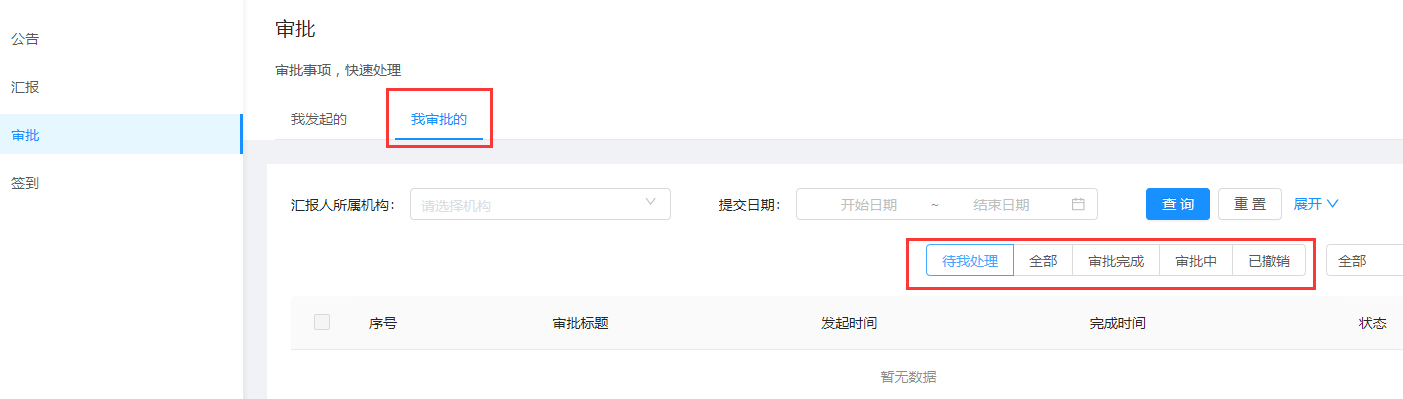 审批
公告
审批事项，快速处理
汇报
我发起的 我审批的
审批
签到
汇报人所属机构： 请选择机构 提交日期： 开始日期 ~ 结束日期 查 询 重 置 展开
待我处理 全部 审批完成 审批中 已撤销 全部
序号 审批标题 发起时间 完成时间 状态
暂无数据